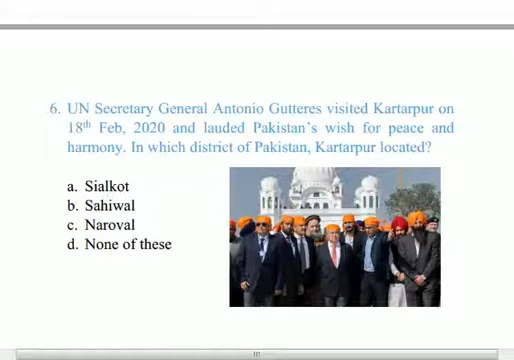 6. UN Secretary General Antonio Gutteres visited Kartarpur on
18th Feb, 2020 and lauded Pakistan's wish for peace and
harmony. In which district of Pakistan, Kartarpur located?
a. Sialkot
b. Sahiwal
c. Naroval
d. None of these